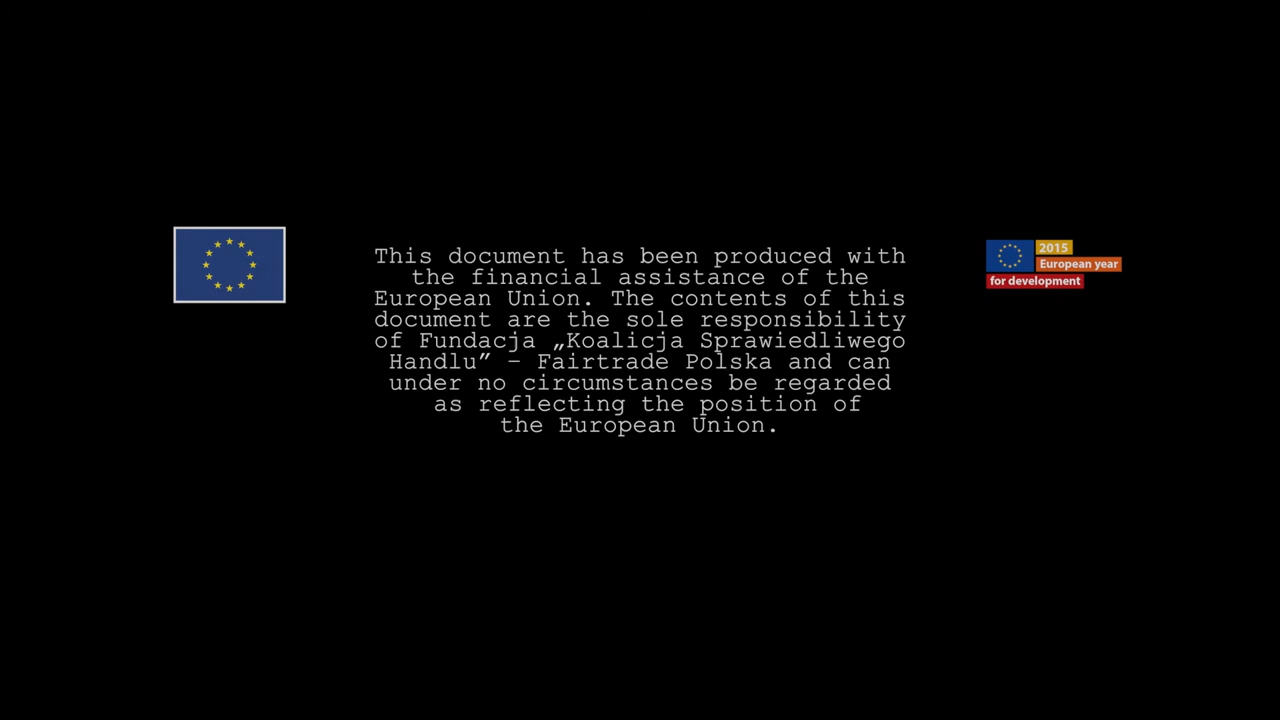 This document has been produced with
the financial assistance of the
European Union. The contents of this
document are the sole responsibility
of Fundacja „Koalicja Sprawiedliwego
Handlu” – Fairtrade Polska and can
under no circumstances be regarded
as reflecting the position of
the European Union.
2015
European year
for development